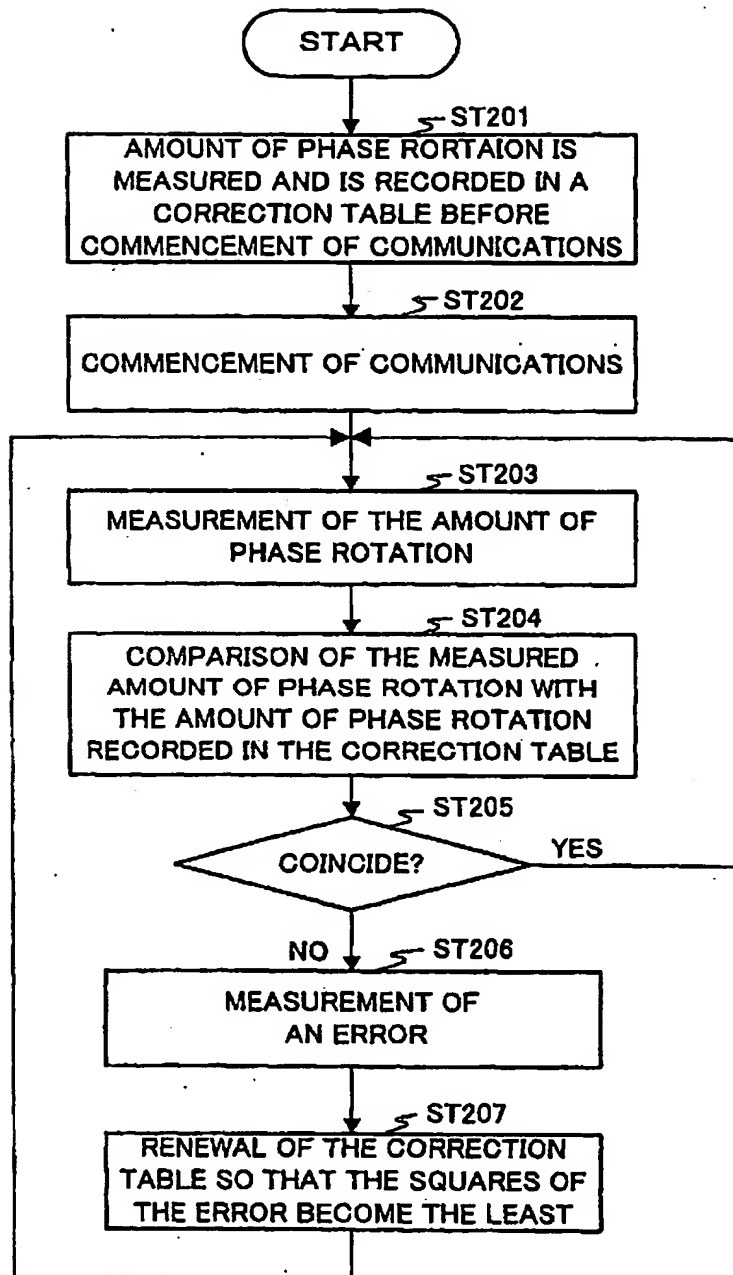 START
ST201
AMOUNT OF PHASE RORTAION IS
MEASURED AND IS RECORDED IN A
CORRECTION TABLE BEFORE
COMMENCEMENT OF COMMUNICATIONS
ST202
COMMENCEMENT OF COMMUNICATIONS
ST203
MEASUREMENT OF THE AMOUNT OF
PHASE ROTATION
ST204
COMPARISON OF THE MEASURED
AMOUNT OF PHASE ROTATION WITH
THE AMOUNT OF PHASE ROTATION
RECORDED IN THE CORRECTION TABLE
ST205
COINCIDE?
YES
NO
ST206
MEASUREMENT OF
AN ERROR
ST207
RENEWAL OF THE CORRECTION
TABLE SO THAT THE SQUARES OF
THE ERROR BECOME THE LEAST